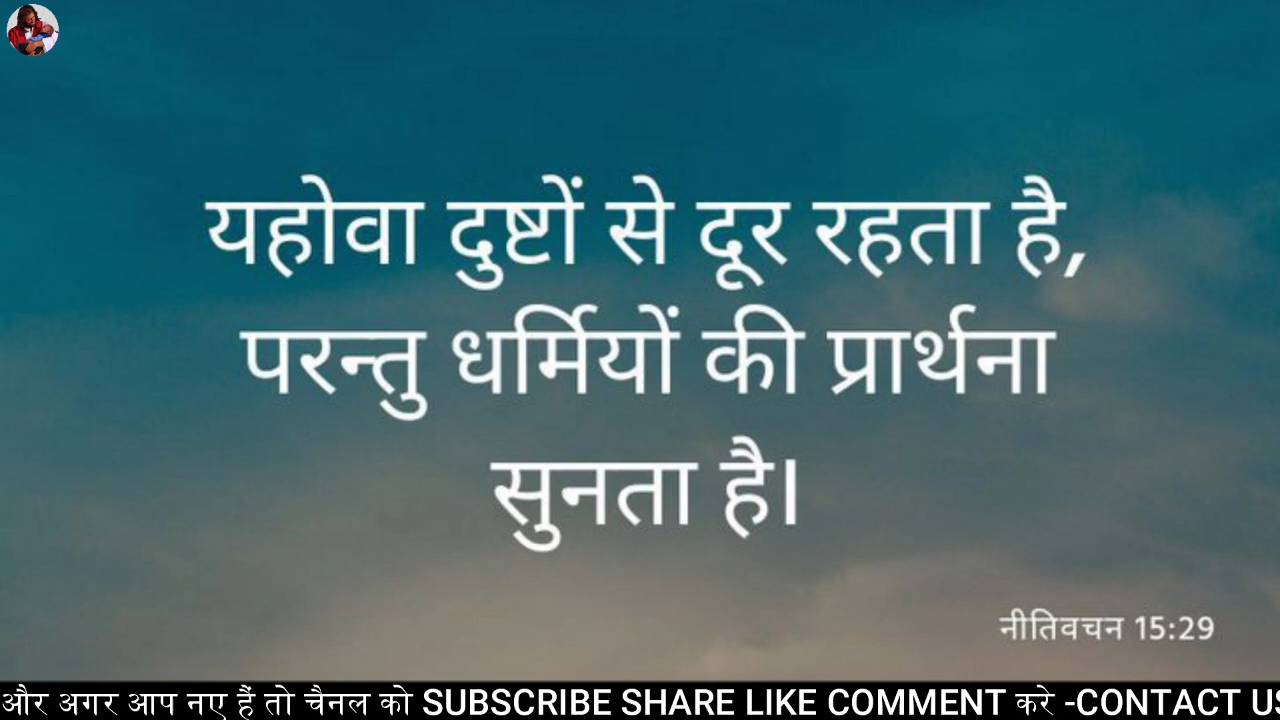 यहोवा दुष्टों से दूर रहता है,
परन्तु धर्मियों की प्रार्थना
सुनता है।
नीतिवचन 15:29
और अगर आप नए हैं तो चैनल को SUBSCRIBE SHARE LIKE COMMENT करे -CONTACT US